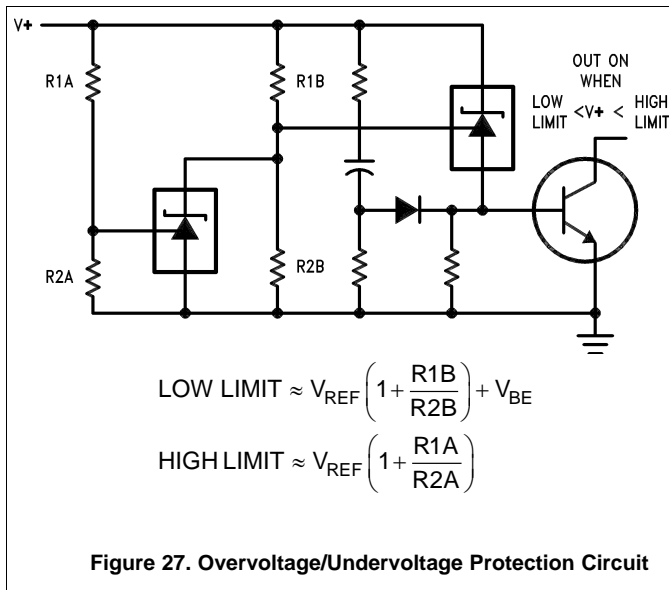 V+
R1A
R1B
R2A
R2B
OUT ON
WHEN
LOW LIMIT <V+ < HIGH LIMIT
LOW LIMIT ≈ V_REF (1 + R1B/R2B) + V_BE
HIGH LIMIT ≈ V_REF (1 + R1A/R2A)
Figure 27. Overvoltage/Undervoltage Protection Circuit